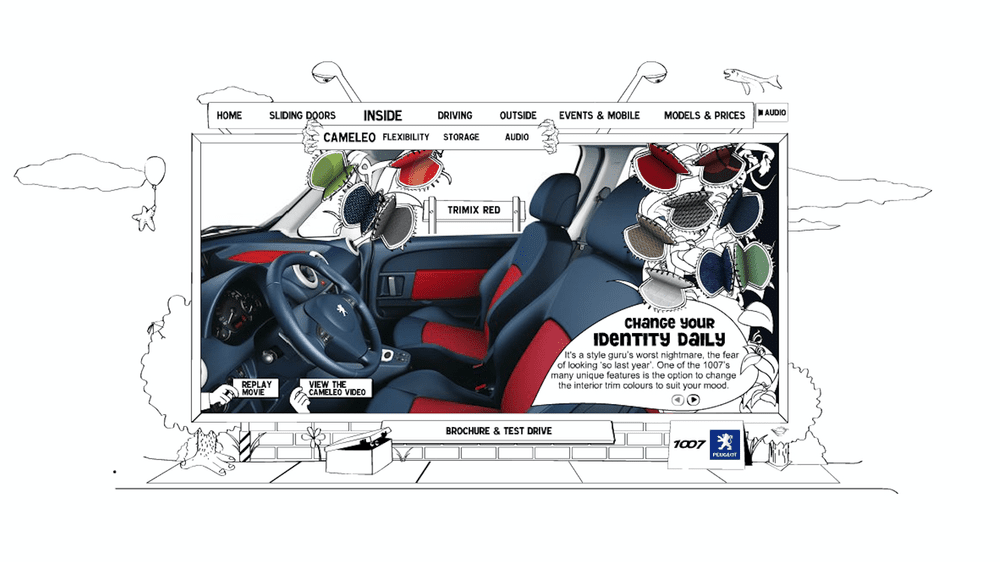 HOME SLIDING DOORS INSIDE DRIVING OUTSIDE EVENTS & MOBILE MODELS & PRICES AUDIO
CAMELEO FLEXIBILITY STORAGE AUDIO
TRIMIX RED
CHANGE YOUR
IDENTITY DAILY
It's a style guru's worst nightmare, the fear
of looking 'so last year'. One of the 1007's
many unique features is the option to change
the interior trim colours to suit your mood.
REPLAY
MOVIE
VIEW THE
CAMELEO VIDEO
BROCHURE & TEST DRIVE
1007
PEUGEOT